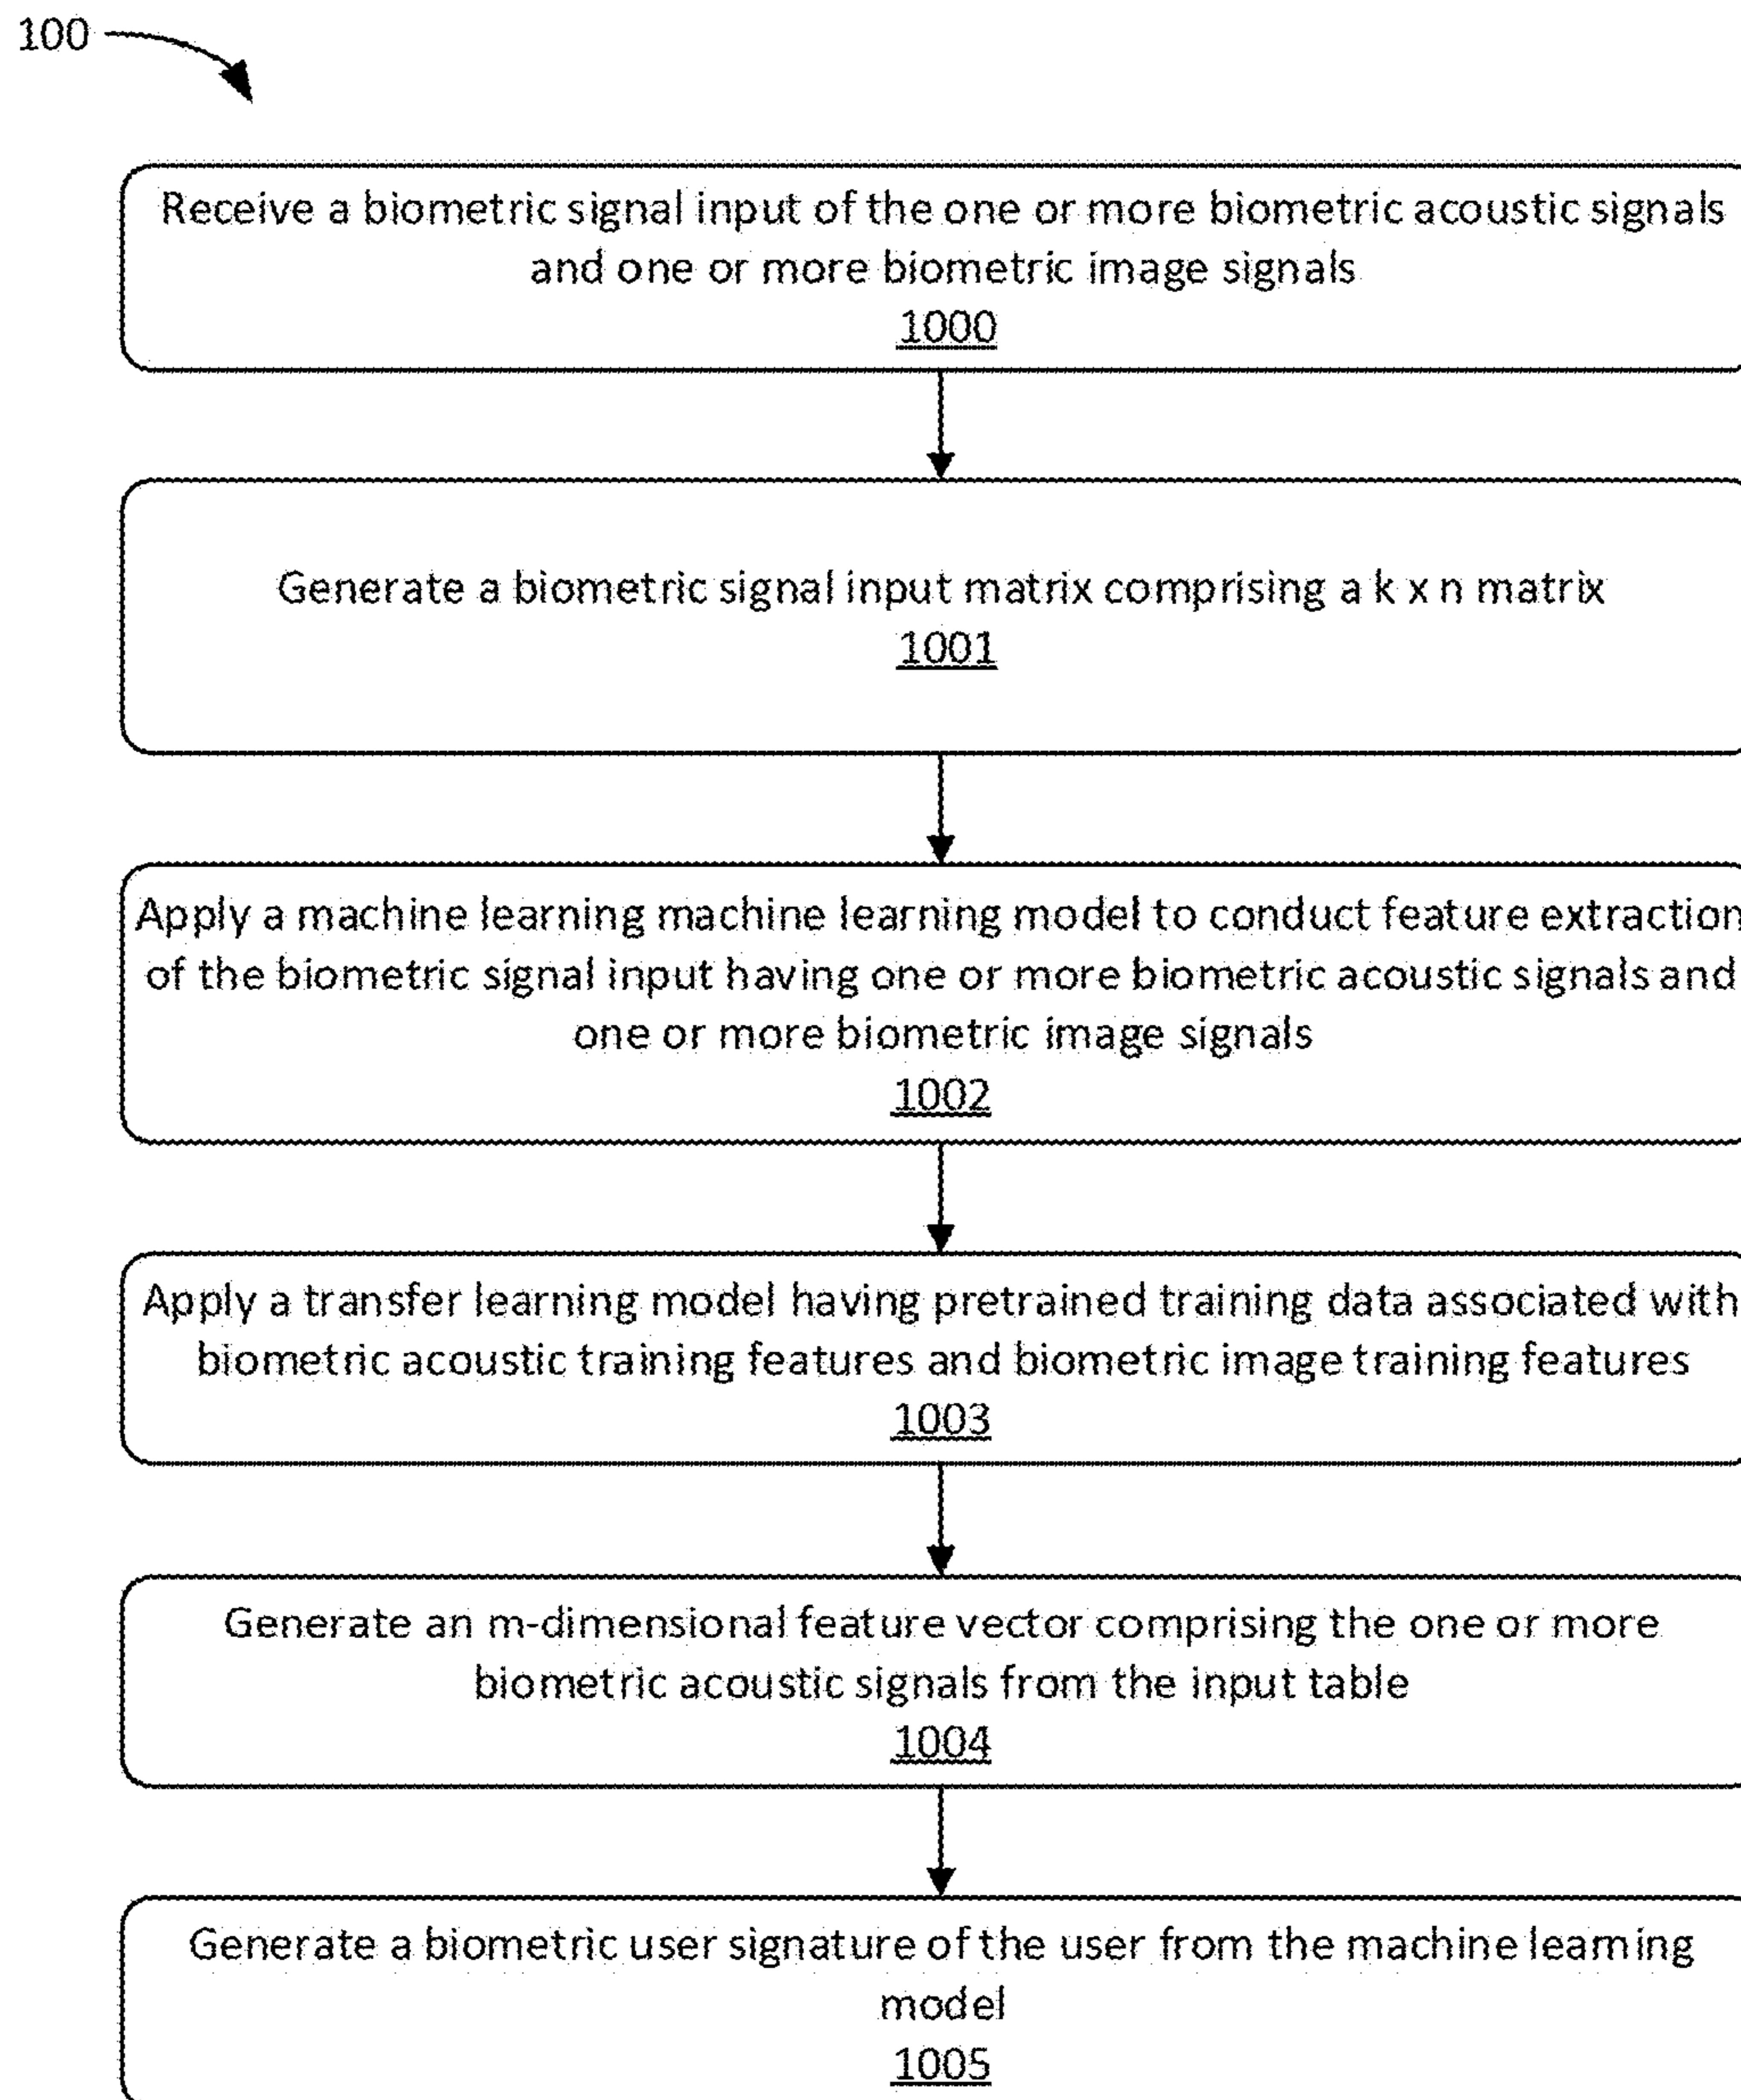 100
Receive a biometric signal input of the one or more biometric acoustic signals
and one or more biometric image signals
1000
Generate a biometric signal input matrix comprising a k x n matrix
1001
Apply a machine learning machine learning model to conduct feature extraction
of the biometric signal input having one or more biometric acoustic signals and
one or more biometric image signals
1002
Apply a transfer learning model having pretrained training data associated with
biometric acoustic training features and biometric image training features
1003
Generate an m-dimensional feature vector comprising the one or more
biometric acoustic signals from the input table
1004
Generate a biometric user signature of the user from the machine learning
model
1005